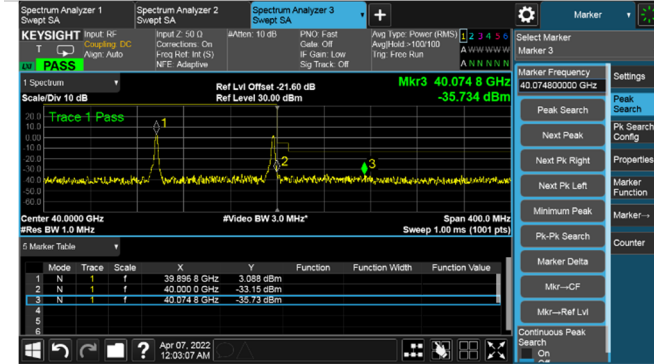 Spectrum Analyzer 1
Swept SA
Spectrum Analyzer 2
Swept SA
Spectrum Analyzer 3
Swept SA
+
Marker
KEYSIGHT
T
PASS
Input: RF
Coupling: DC
Align: Auto
Input Z: 50 Ω
Corrections: On
Freq Ref: Int (S)
NFE: Adaptive
#Atten: 10 dB
PNO: Fast
Gate: Off
IF Gain: Low
Sig Track: Off
Avg Type: Power (RMS)
Avg|Hold >100/100
Trig: Free Run
1 2 3 4 5 6
A W W W W W
A N N N N N
Select Marker
Marker 3
1 Spectrum
Scale/Div 10 dB
Ref Lvl Offset -21.60 dB
Ref Level 30.00 dBm
Mkr3 40.074 8 GHz
-35.734 dBm
Trace 1 Pass
20.0
10.0
0.00
-10.0
-20.0
-30.0
-40.0
-50.0
-60.0
1
2
3
Center 40.0000 GHz
#Res BW 1.0 MHz
#Video BW 3.0 MHz*
Span 400.0 MHz
Sweep 1.00 ms (1001 pts)
5 Marker Table
Mode Trace Scale X Y Function Function Width Function Value
1 N 1 f 39.896 8 GHz 3.088 dBm
2 N 1 f 40.000 0 GHz -33.15 dBm
3 N 1 f 40.074 8 GHz -35.73 dBm
4
5
6
?
Apr 07, 2022
12:03:07 AM
Marker Frequency
40.074800000 GHz
Peak Search
Next Peak
Next Pk Right
Next Pk Left
Minimum Peak
Pk-Pk Search
Marker Delta
Mkr→CF
Mkr→Ref Lvl
Continuous Peak
Search
On
Off
Settings
Peak
Search
Pk Search
Config
Properties
Marker
Function
Marker→
Counter